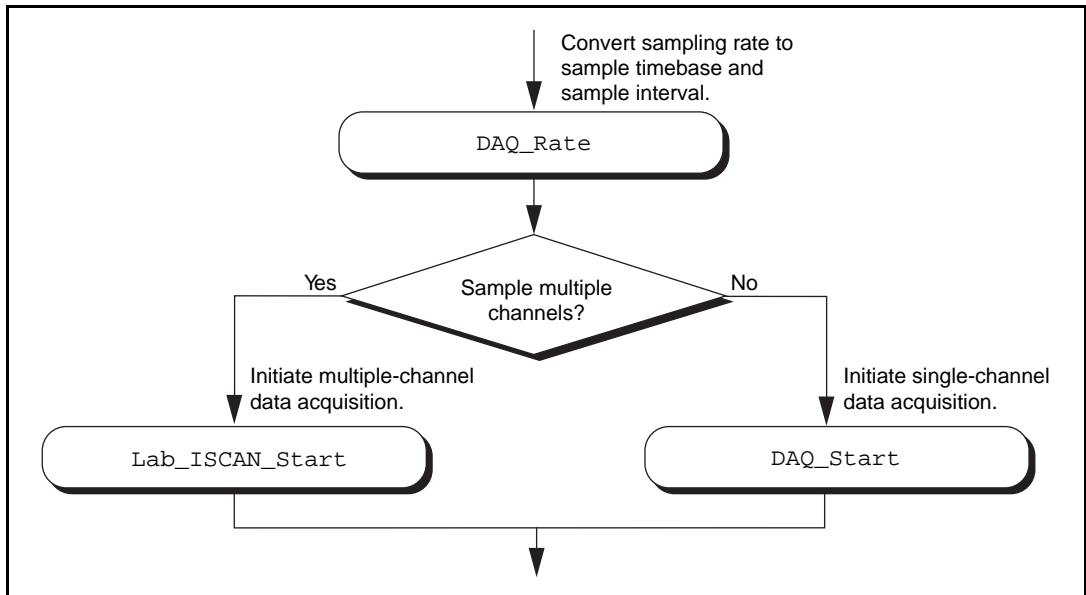 Convert sampling rate to
sample timebase and
sample interval.
DAQ_Rate
Yes
Sample multiple
channels?
No
Initiate multiple-channel
data acquisition.
Initiate single-channel
data acquisition.
Lab_ISCAN_Start
DAQ_Start